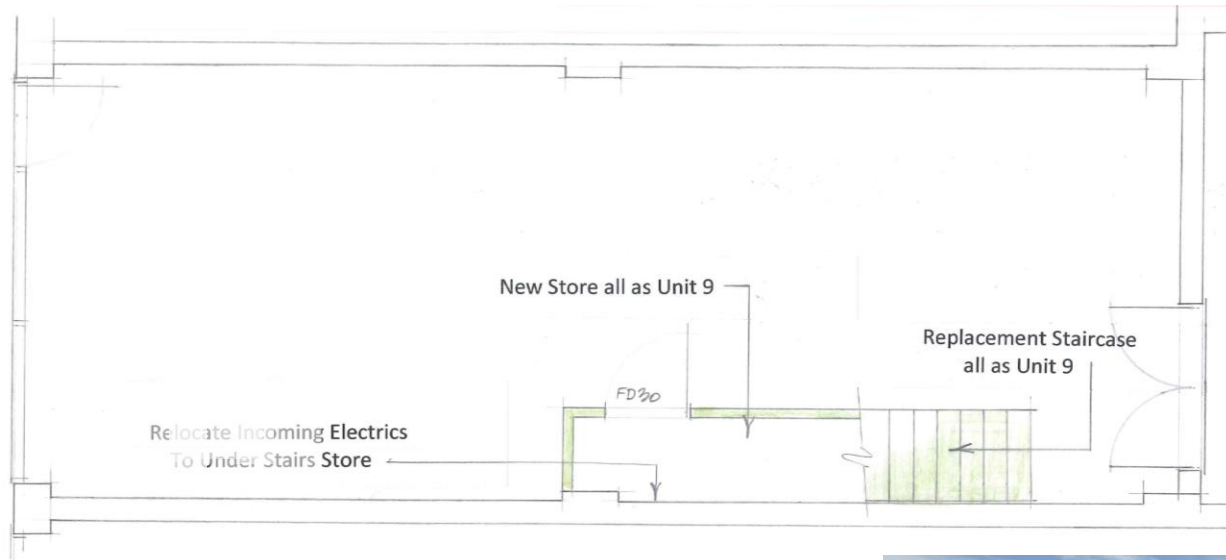 New Store all as Unit 9
Replacement Staircase
all as Unit 9
FD30
Relocate Incoming Electrics
To Under Stairs Store